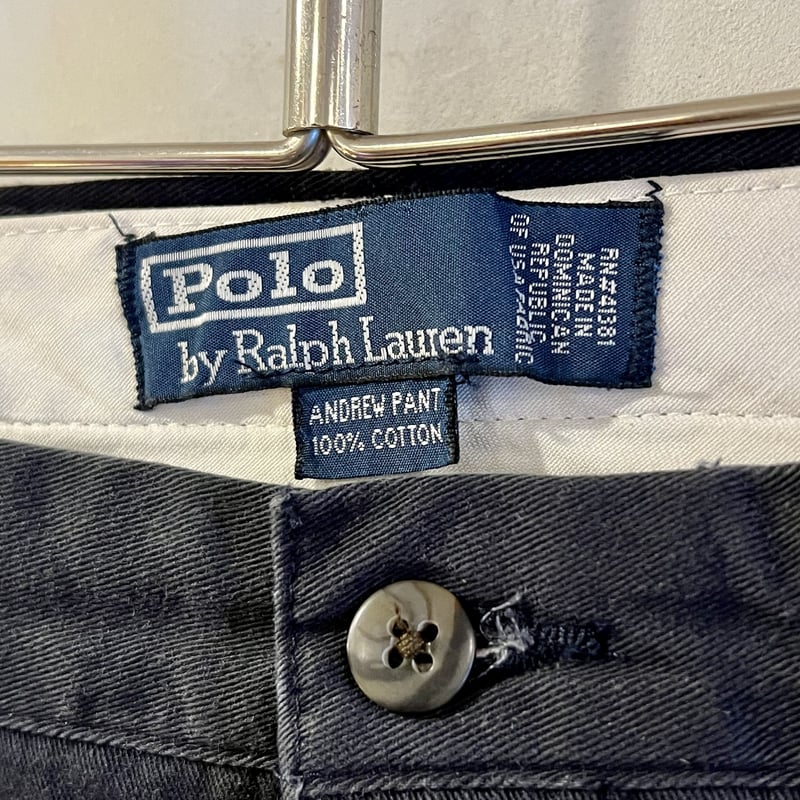 Polo
by Ralph Lauren
RN#41381
MADE IN
DOMINICAN
REPUBLIC
OF USA FABRIC
ANDREW PANT
100% COTTON